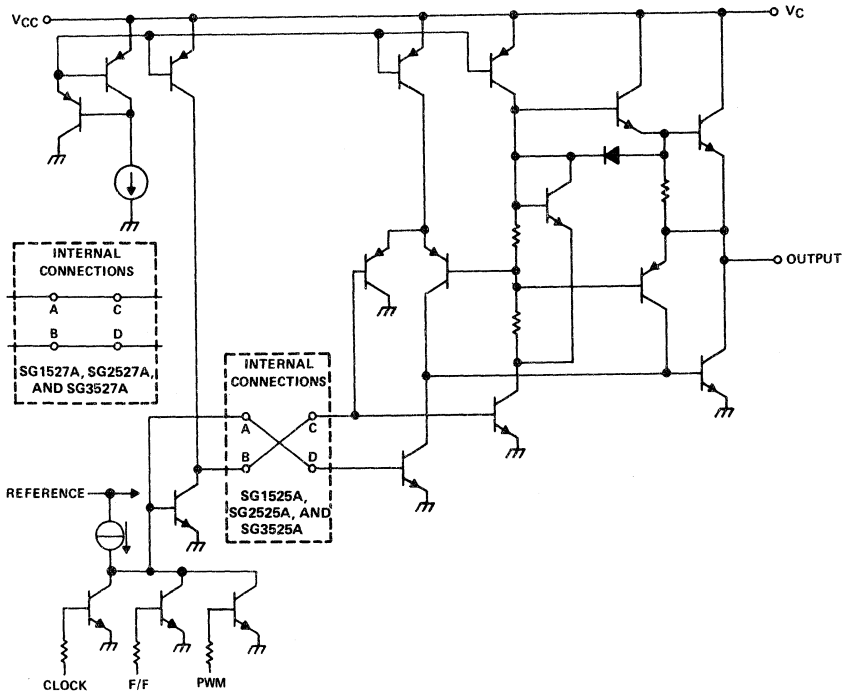 VCC
VC
INTERNAL
CONNECTIONS
A
C
B
D
SG1527A, SG2527A,
AND SG3527A
OUTPUT
INTERNAL
CONNECTIONS
A
C
B
D
SG1525A,
SG2525A, AND
SG3525A
REFERENCE
CLOCK
F/F
PWM